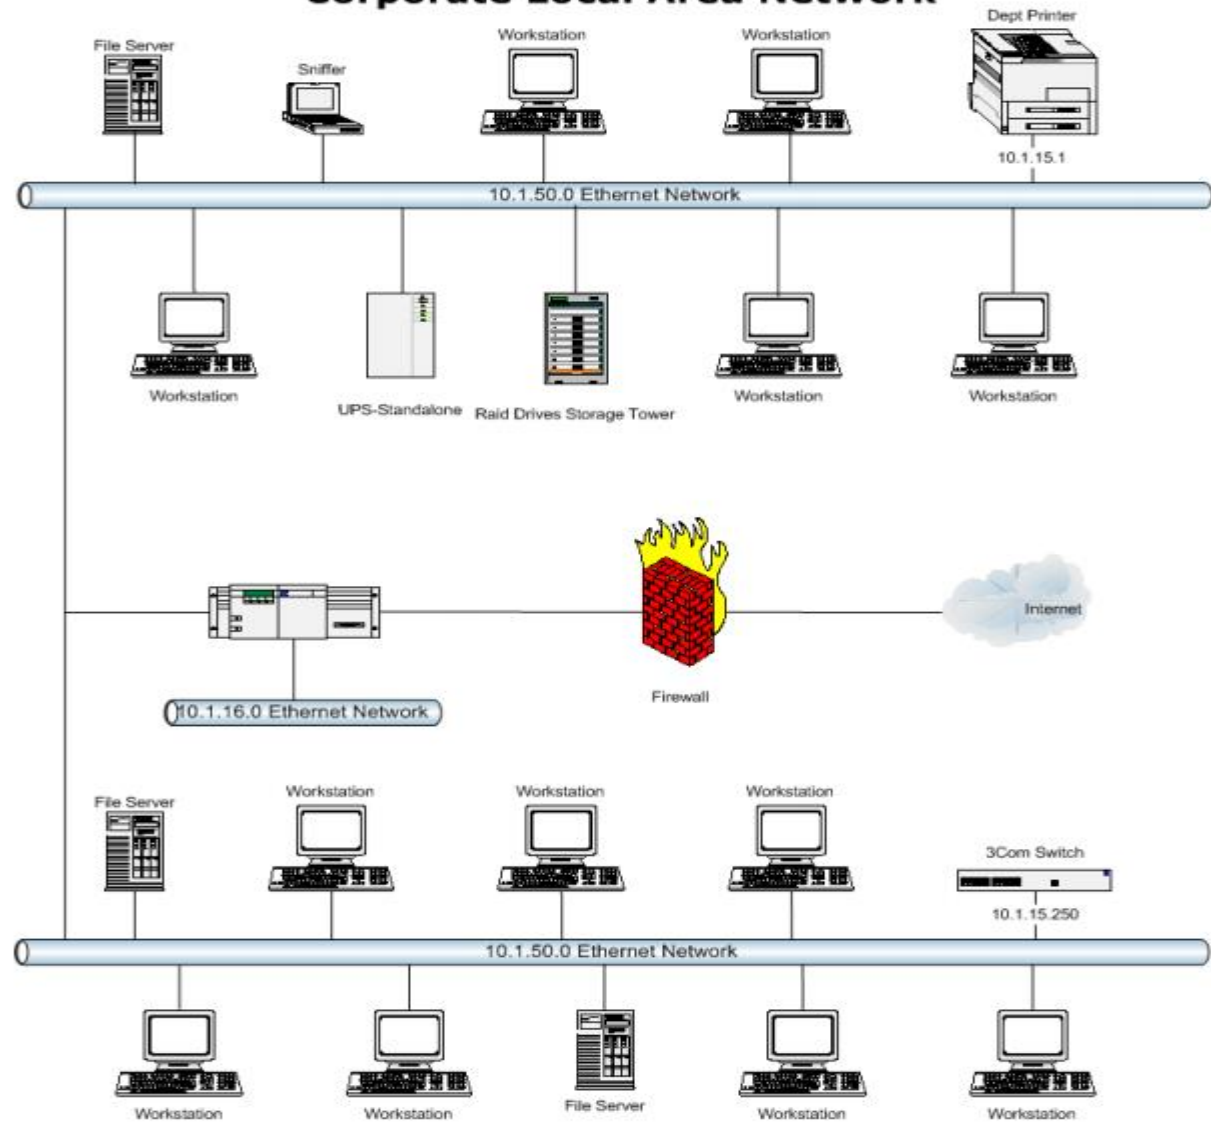 Corporate Local Area Network
File Server
Sniffer
Workstation
Workstation
Dept Printer
10.1.15.1
10.1.50.0 Ethernet Network
Workstation
UPS-Standalone
Raid Drives Storage Tower
Workstation
Workstation
Internet
Firewall
10.1.16.0 Ethernet Network
File Server
Workstation
Workstation
Workstation
3Com Switch
10.1.15.250
10.1.50.0 Ethernet Network
Workstation
Workstation
File Server
Workstation
Workstation